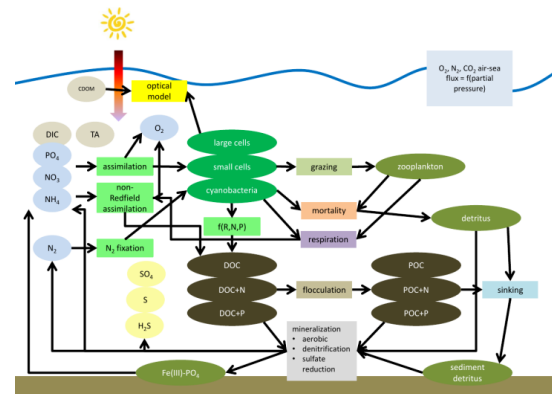 O₂, N₂, CO₂ air-sea
flux = f(partial
pressure)
CDOM
optical
model
DIC
TA
O₂
large cells
PO₄
assimilation
small cells
grazing
zooplankton
NO₃
NH₄
non-
Redfield
assimilation
cyanobacteria
mortality
detritus
f(R,N,P)
respiration
N₂
N₂ fixation
SO₄
S
H₂S
DOC
DOC+N
DOC+P
flocculation
POC
POC+N
POC+P
sinking
mineralization
• aerobic
• denitrification
• sulfate
reduction
Fe(III)-PO₄
sediment
detritus